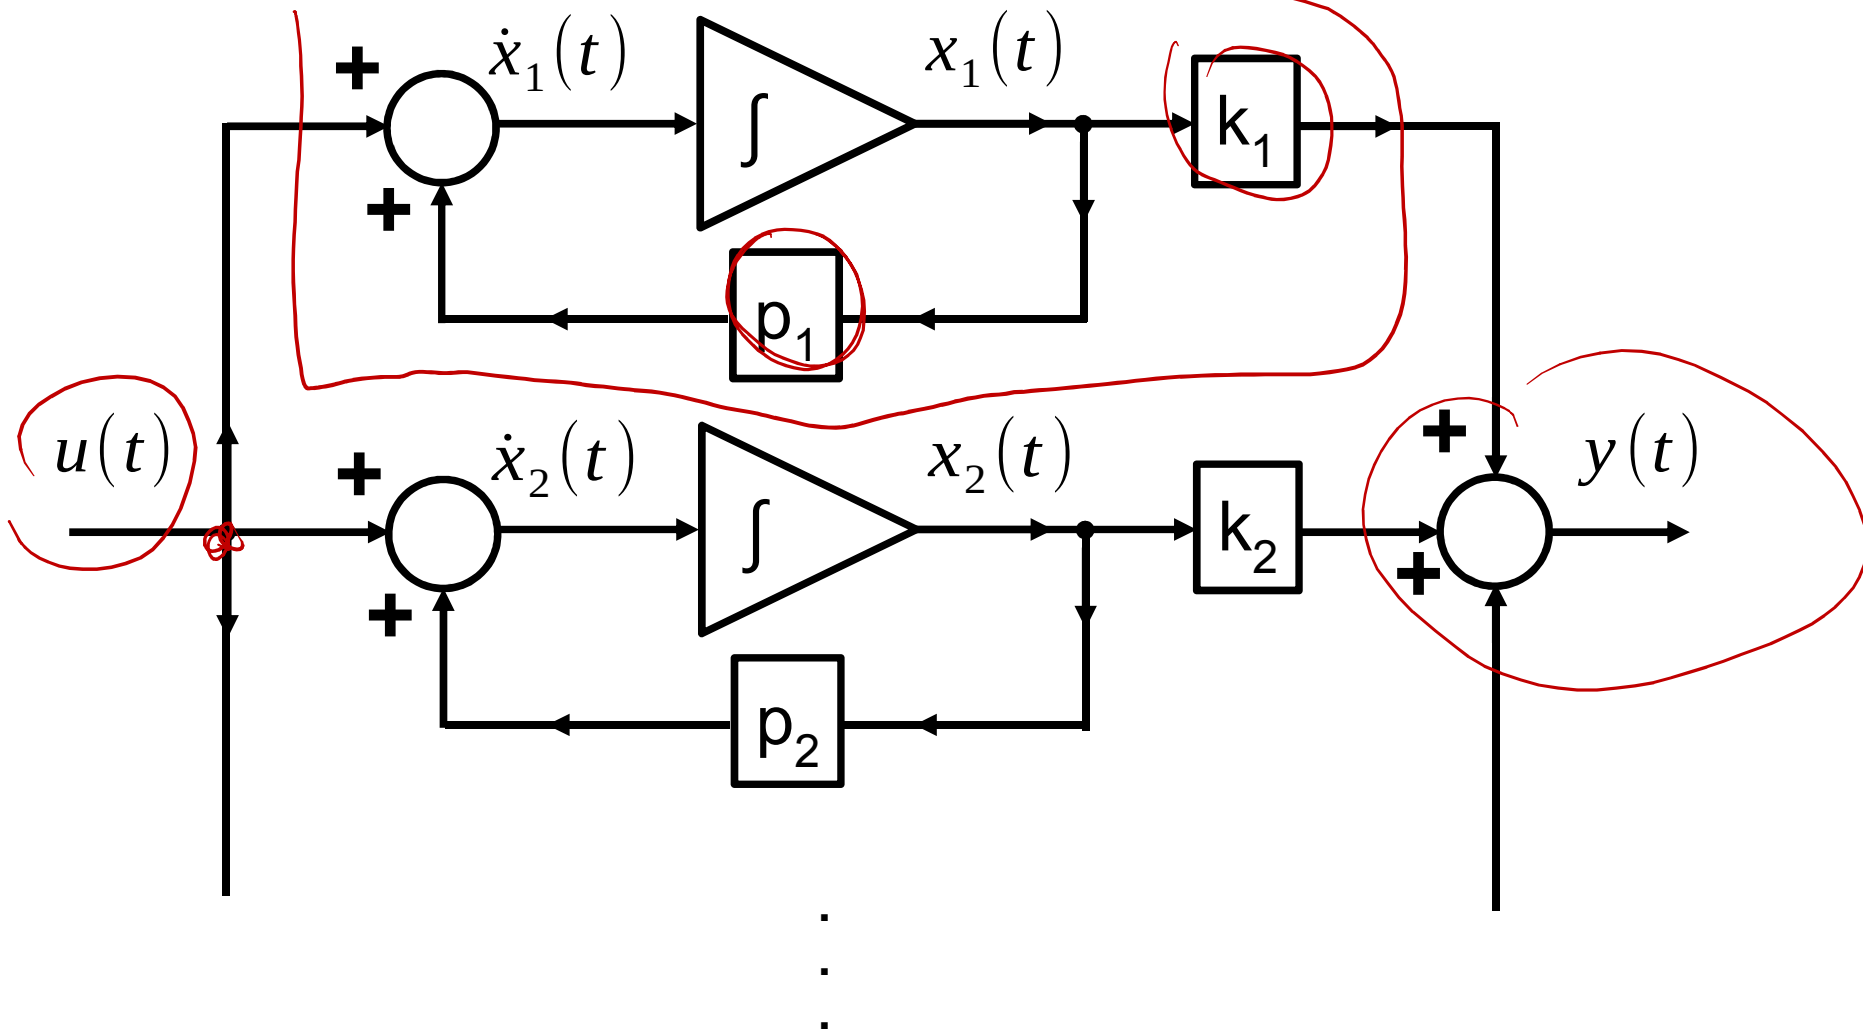 + ẋ₁(t) x₁(t)
∫ k₁
+
p₁
u(t) + ẋ₂(t) x₂(t) + y(t)
∫ k₂
+ +
p₂
.
.
.